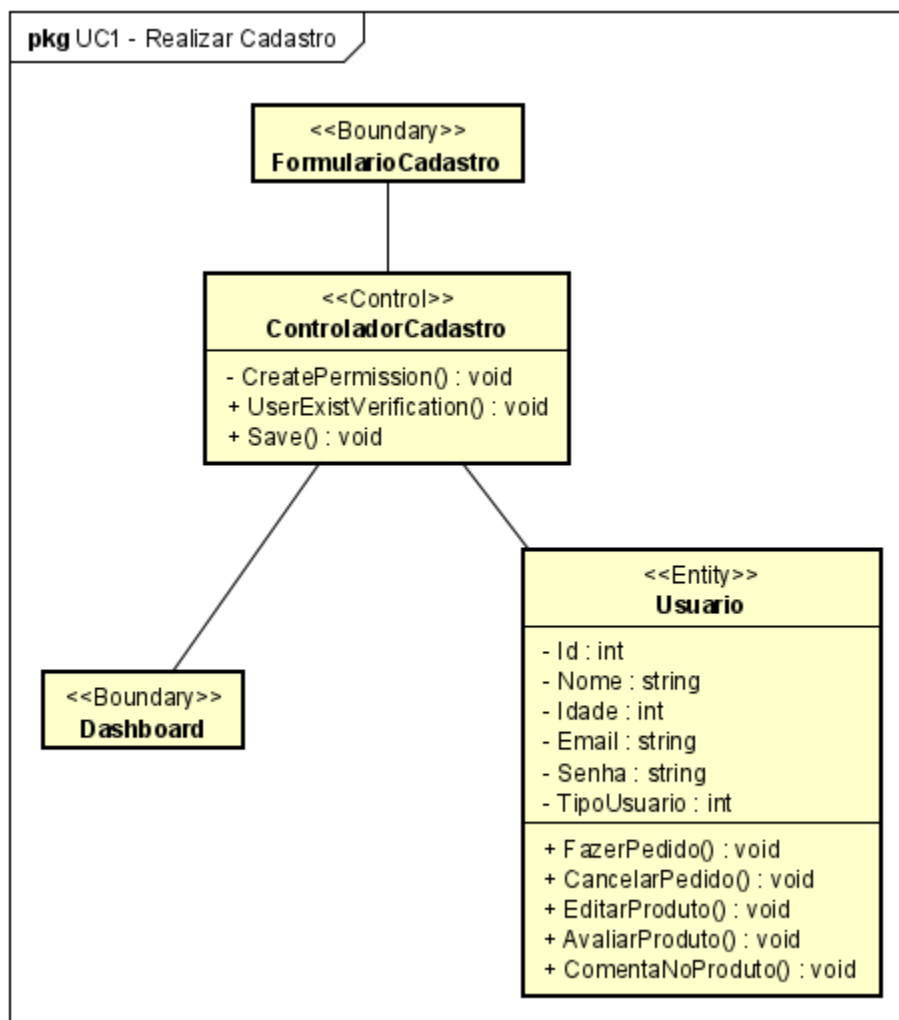 pkg UC1 - Realizar Cadastro
<<Boundary>>
FormularioCadastro
<<Control>>
ControladorCadastro
- CreatePermission() : void
+ UserExistVerification() : void
+ Save() : void
<<Boundary>>
Dashboard
<<Entity>>
Usuario
- Id : int
- Nome : string
- Idade : int
- Email : string
- Senha : string
- TipoUsuario : int
+ FazerPedido() : void
+ CancelarPedido() : void
+ EditarProduto() : void
+ AvaliarProduto() : void
+ ComentaNoProduto() : void